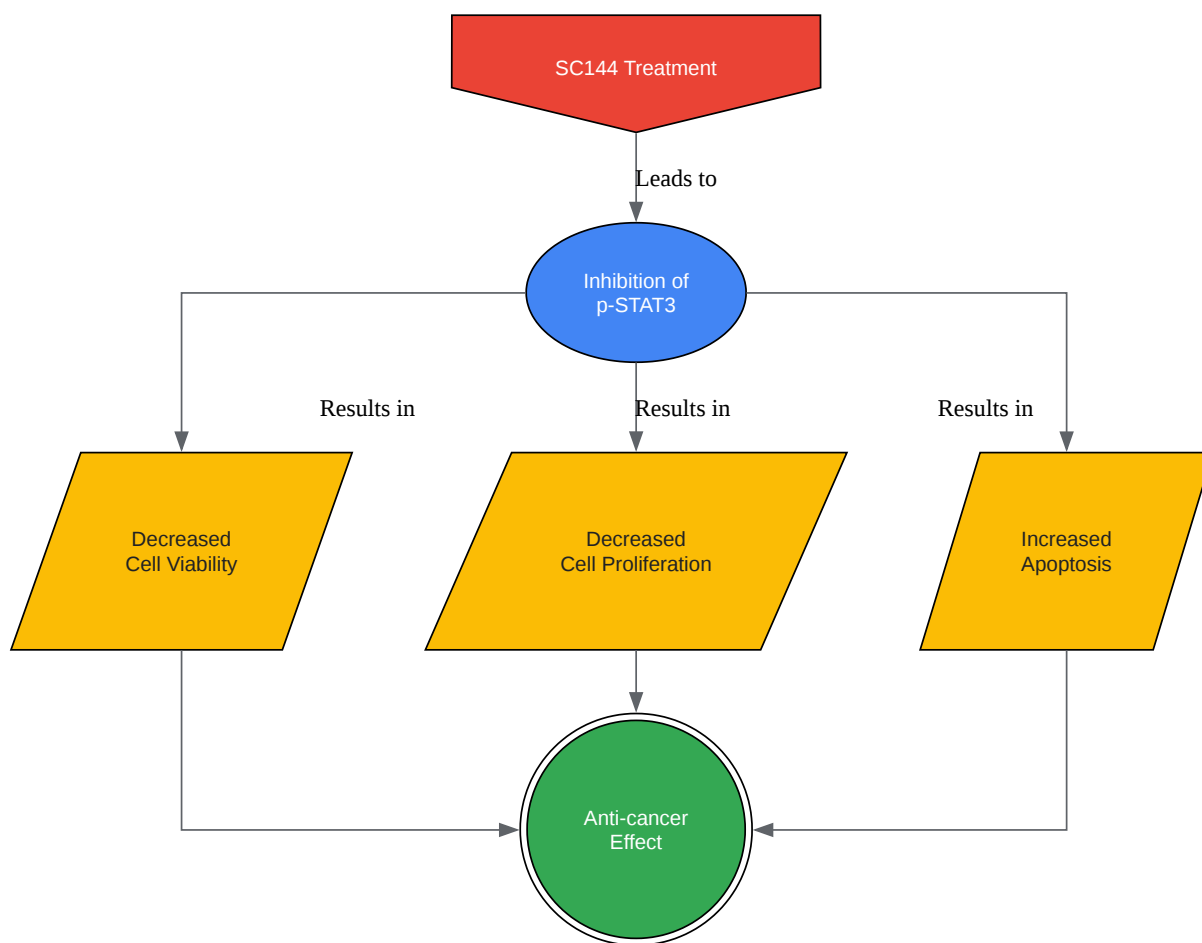 SC144 Treatment
Leads to
Inhibition of
p-STAT3
Results in
Results in
Results in
Decreased
Cell Viability
Decreased
Cell Proliferation
Increased
Apoptosis
Anti-cancer
Effect